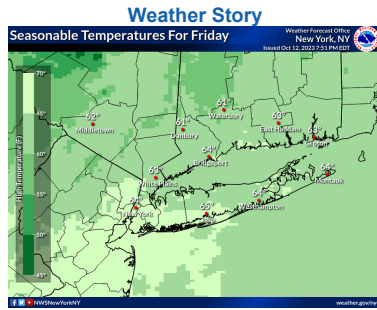 Weather Story
Seasonable Temperatures For Friday
Weather Forecast Office
New York, NY
Issued Oct 12, 2023 7:51 PM EDT
High Temperature (F)
70°
65°
60°
55°
50°
45°
62°
Middletown
61°
Danbury
61°
Waterbury
63°
East Haddam
63°
Groton
64°
Bridgeport
63°
White Plains
64°
New York
65°
64°
Westhampton
64°
Montauk
NWSNewYorkNY
weather.gov/ny